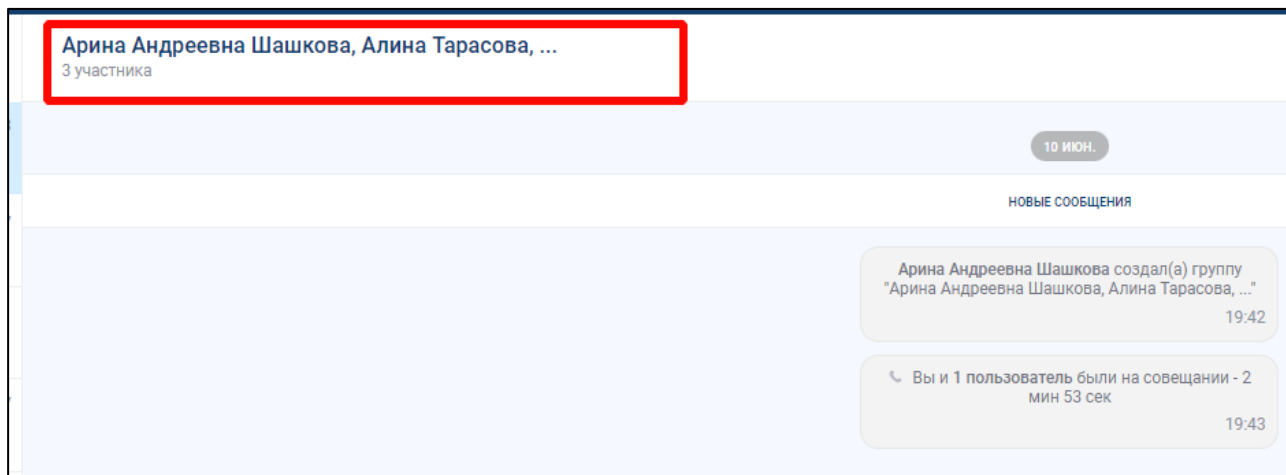 Арина Андреевна Шашкова, Алина Тарасова, ...
3 участника
10 ИЮН.
НОВЫЕ СООБЩЕНИЯ
Арина Андреевна Шашкова создал(а) группу
"Арина Андреевна Шашкова, Алина Тарасова, ..."
19:42
Вы и 1 пользователь были на совещании - 2
мин 53 сек
19:43